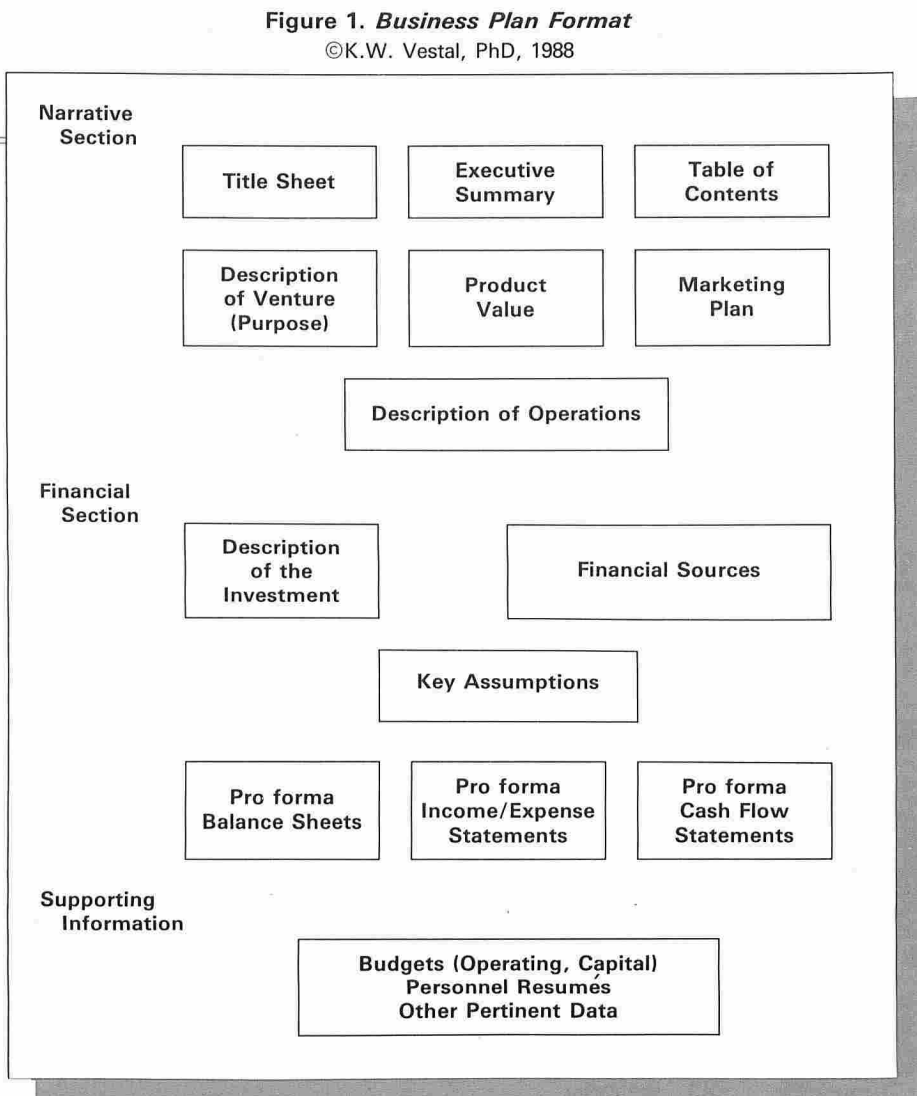 Figure 1. Business Plan Format
©K.W. Vestal, PhD, 1988
Narrative
Section
Title Sheet
Executive
Summary
Table of
Contents
Description
of Venture
(Purpose)
Product
Value
Marketing
Plan
Description of Operations
Financial
Section
Description
of the
Investment
Financial Sources
Key Assumptions
Pro forma
Balance Sheets
Pro forma
Income/Expense
Statements
Pro forma
Cash Flow
Statements
Supporting
Information
Budgets (Operating, Capital)
Personnel Resumés
Other Pertinent Data